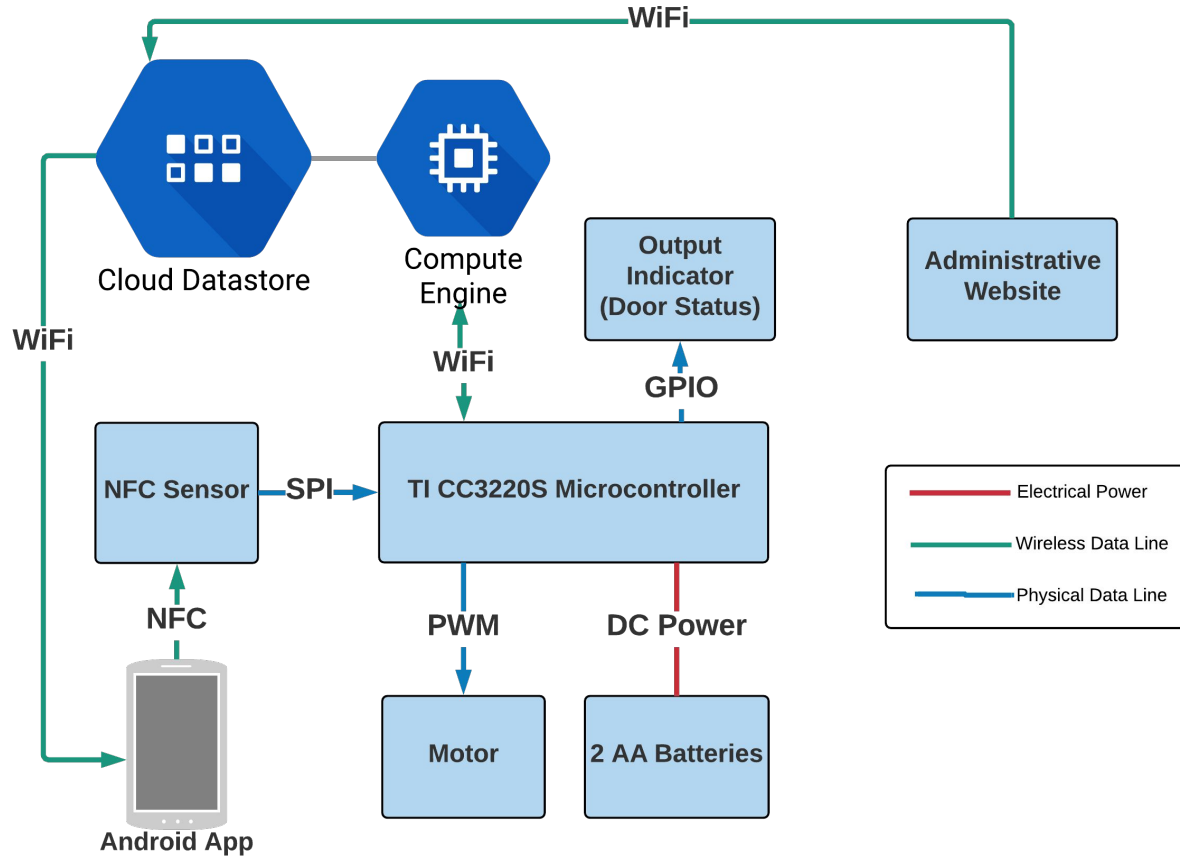 WiFi
Cloud Datastore
Compute
Engine
Output
Indicator
(Door Status)
Administrative
Website
WiFi
WiFi
GPIO
NFC Sensor
SPI
TI CC3220S Microcontroller
Electrical Power
Wireless Data Line
Physical Data Line
NFC
PWM
DC Power
Motor
2 AA Batteries
Android App